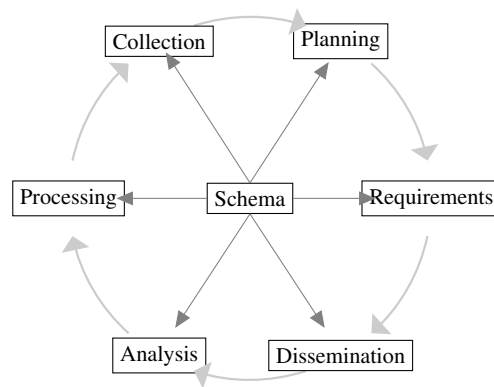 Collection
Planning
Processing
Schema
Requirements
Analysis
Dissemination